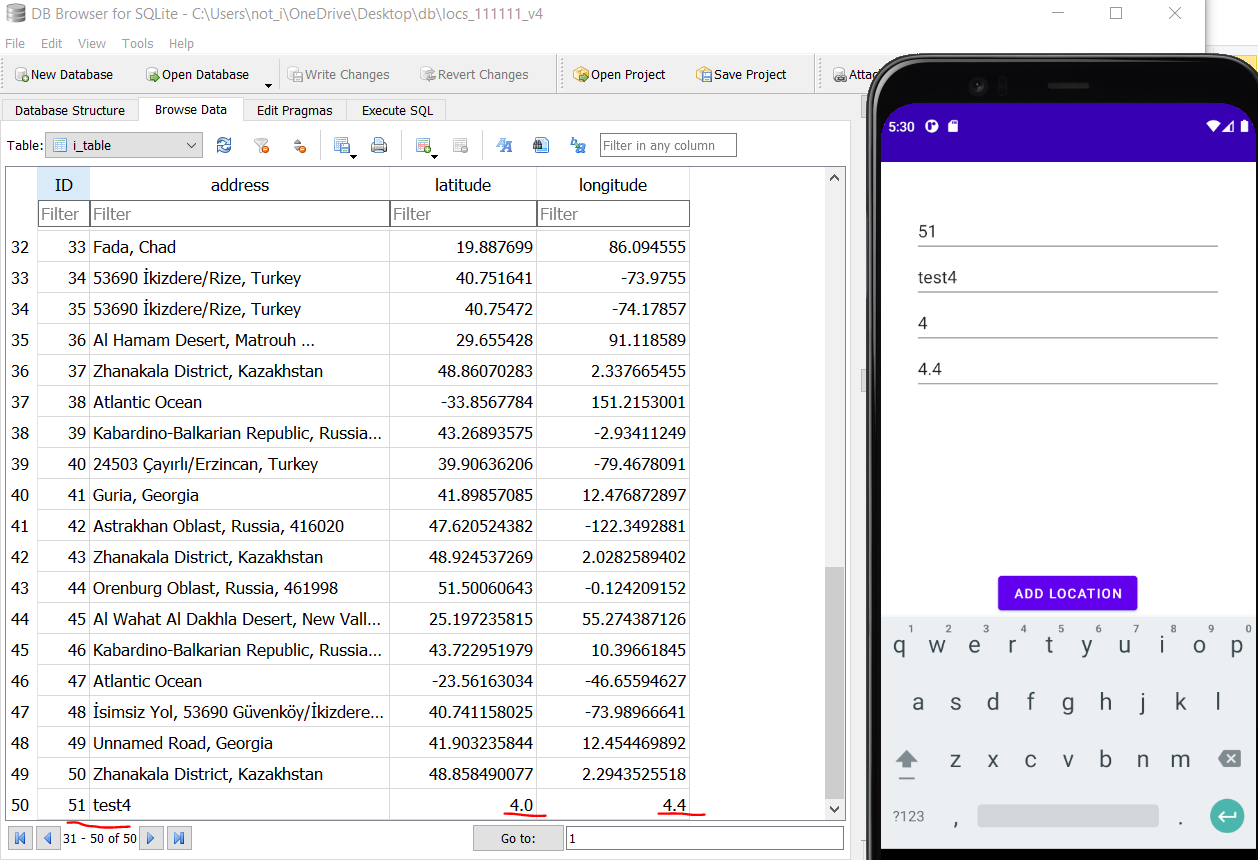 DB Browser for SQLite - C:\Users\not_i\OneDrive\Desktop\db\locs_111111_v4
File Edit View Tools Help
New Database Open Database Write Changes Revert Changes Open Project Save Project Attac
Database Structure Browse Data Edit Pragmas Execute SQL
Table: i_table Filter in any column
ID address latitude longitude
Filter Filter Filter Filter
32 33 Fada, Chad 19.887699 86.094555
33 34 53690 İkizdere/Rize, Turkey 40.751641 -73.9755
34 35 53690 İkizdere/Rize, Turkey 40.75472 -74.17857
35 36 Al Hamam Desert, Matrouh ... 29.655428 91.118589
36 37 Zhanakala District, Kazakhstan 48.86070283 2.337665455
37 38 Atlantic Ocean -33.8567784 151.2153001
38 39 Kabardino-Balkarian Republic, Russia... 43.26893575 -2.93411249
39 40 24503 Çayırlı/Erzincan, Turkey 39.90636206 -79.4678091
40 41 Guria, Georgia 41.89857085 12.476872897
41 42 Astrakhan Oblast, Russia, 416020 47.620524382 -122.3492881
42 43 Zhanakala District, Kazakhstan 48.924537269 2.0282589402
43 44 Orenburg Oblast, Russia, 461998 51.50060643 -0.124209152
44 45 Al Wahat Al Dakhla Desert, New Vall... 25.197235815 55.274387126
45 46 Kabardino-Balkarian Republic, Russia... 43.722951979 10.39661845
46 47 Atlantic Ocean -23.56163034 -46.65594627
47 48 İsimsiz Yol, 53690 Güvenköy/İkizdere... 40.741158025 -73.98966641
48 49 Unnamed Road, Georgia 41.903235844 12.454469892
49 50 Zhanakala District, Kazakhstan 48.858490077 2.2943525518
50 51 test4 4.0 4.4
31 - 50 of 50 Go to: 1
5:30
51
test4
4
4.4
ADD LOCATION
1 2 3 4 5 6 7 8 9 0
q w e r t y u i o p
a s d f g h j k l
z x c v b n m
?123 , .